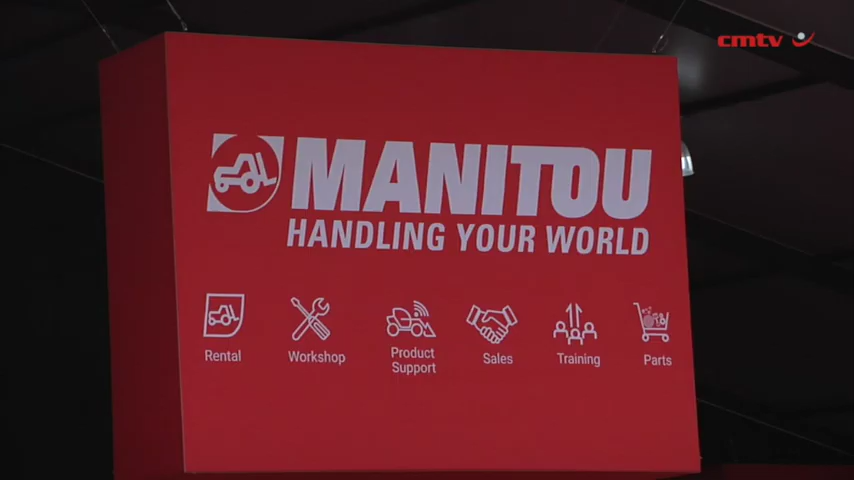 cmtv
MANITOU
HANDLING YOUR WORLD
Rental
Workshop
Product
Support
Sales
Training
Parts